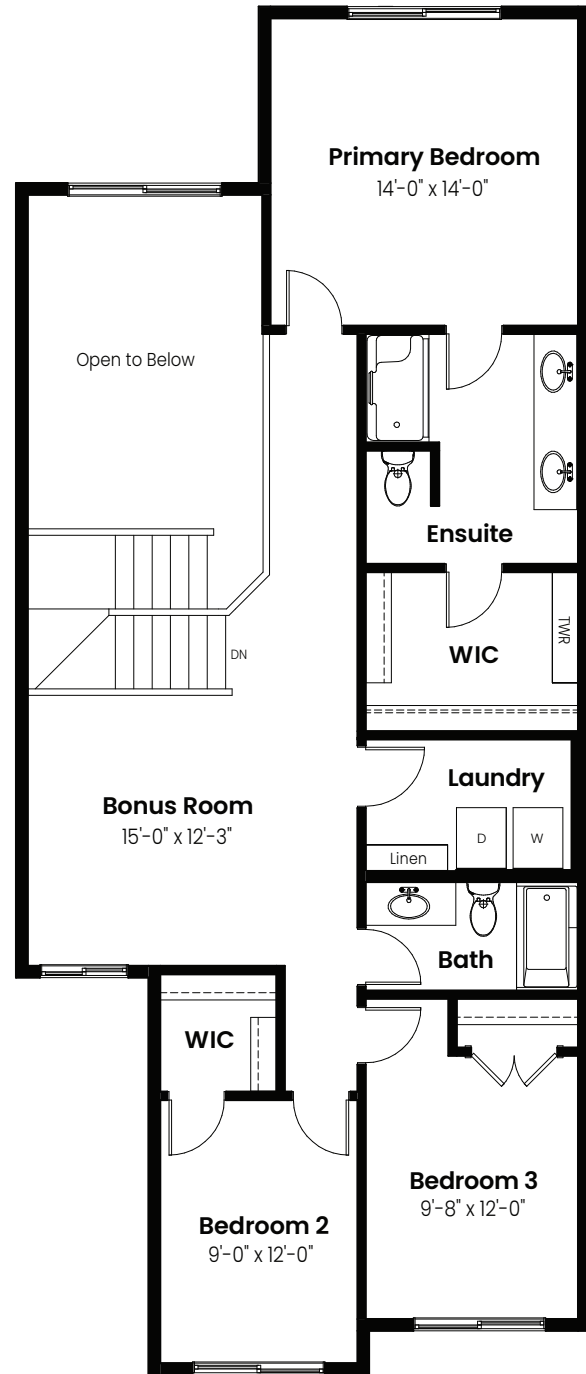 Primary Bedroom
14'-0" x 14'-0"
Open to Below
Ensuite
DN
TWR
WIC
Laundry
Bonus Room
15'-0" x 12'-3"
D
W
Linen
Bath
WIC
Bedroom 3
9'-8" x 12'-0"
Bedroom 2
9'-0" x 12'-0"